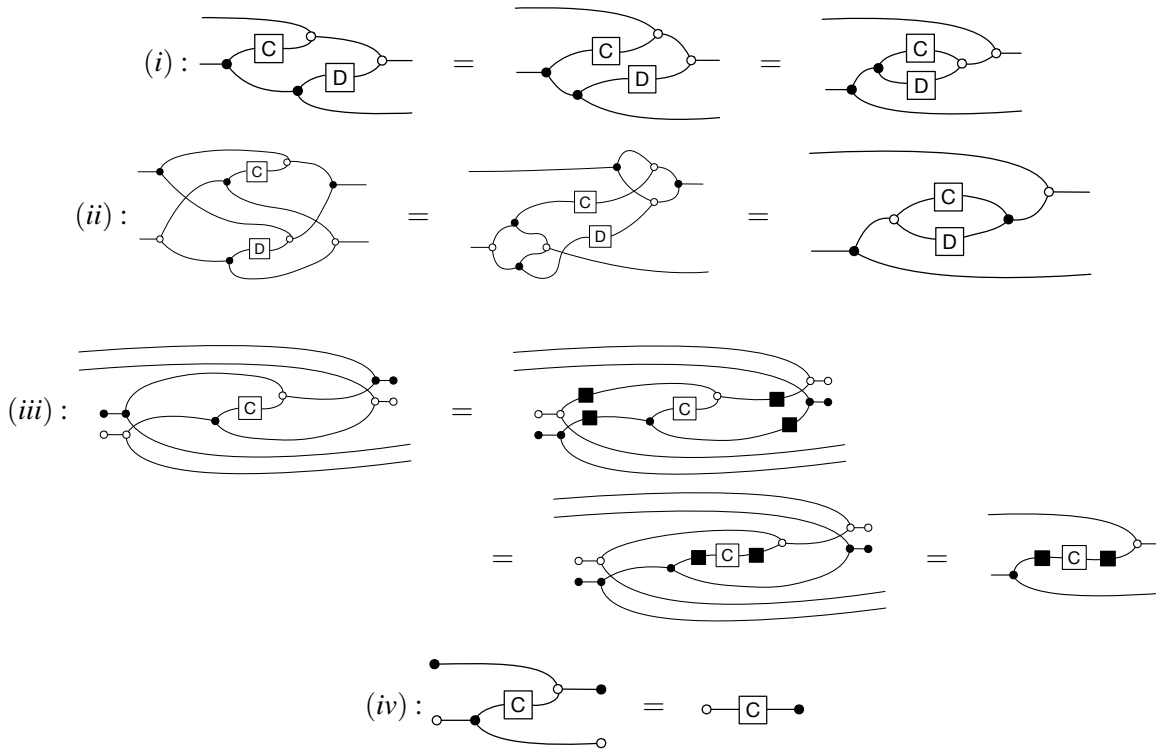 (i) : C D = C D = C D
(ii) : C D = C D = C D
(iii) : C = C
= C = C
(iv) : C = C